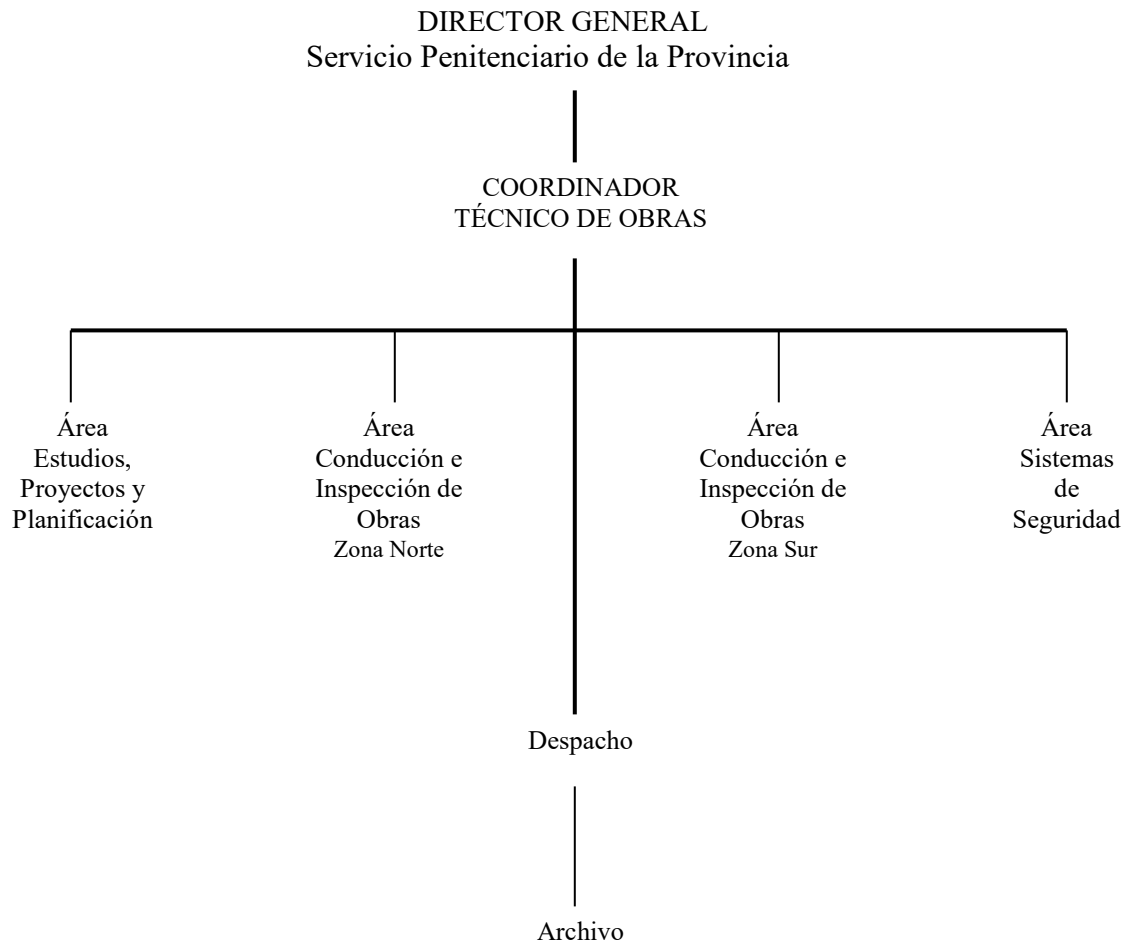 DIRECTOR GENERAL
Servicio Penitenciario de la Provincia
COORDINADOR
TÉCNICO DE OBRAS
Área
Estudios,
Proyectos y
Planificación
Área
Conducción e
Inspección de
Obras
Zona Norte
Área
Conducción e
Inspección de
Obras
Zona Sur
Área
Sistemas
de
Seguridad
Despacho
Archivo